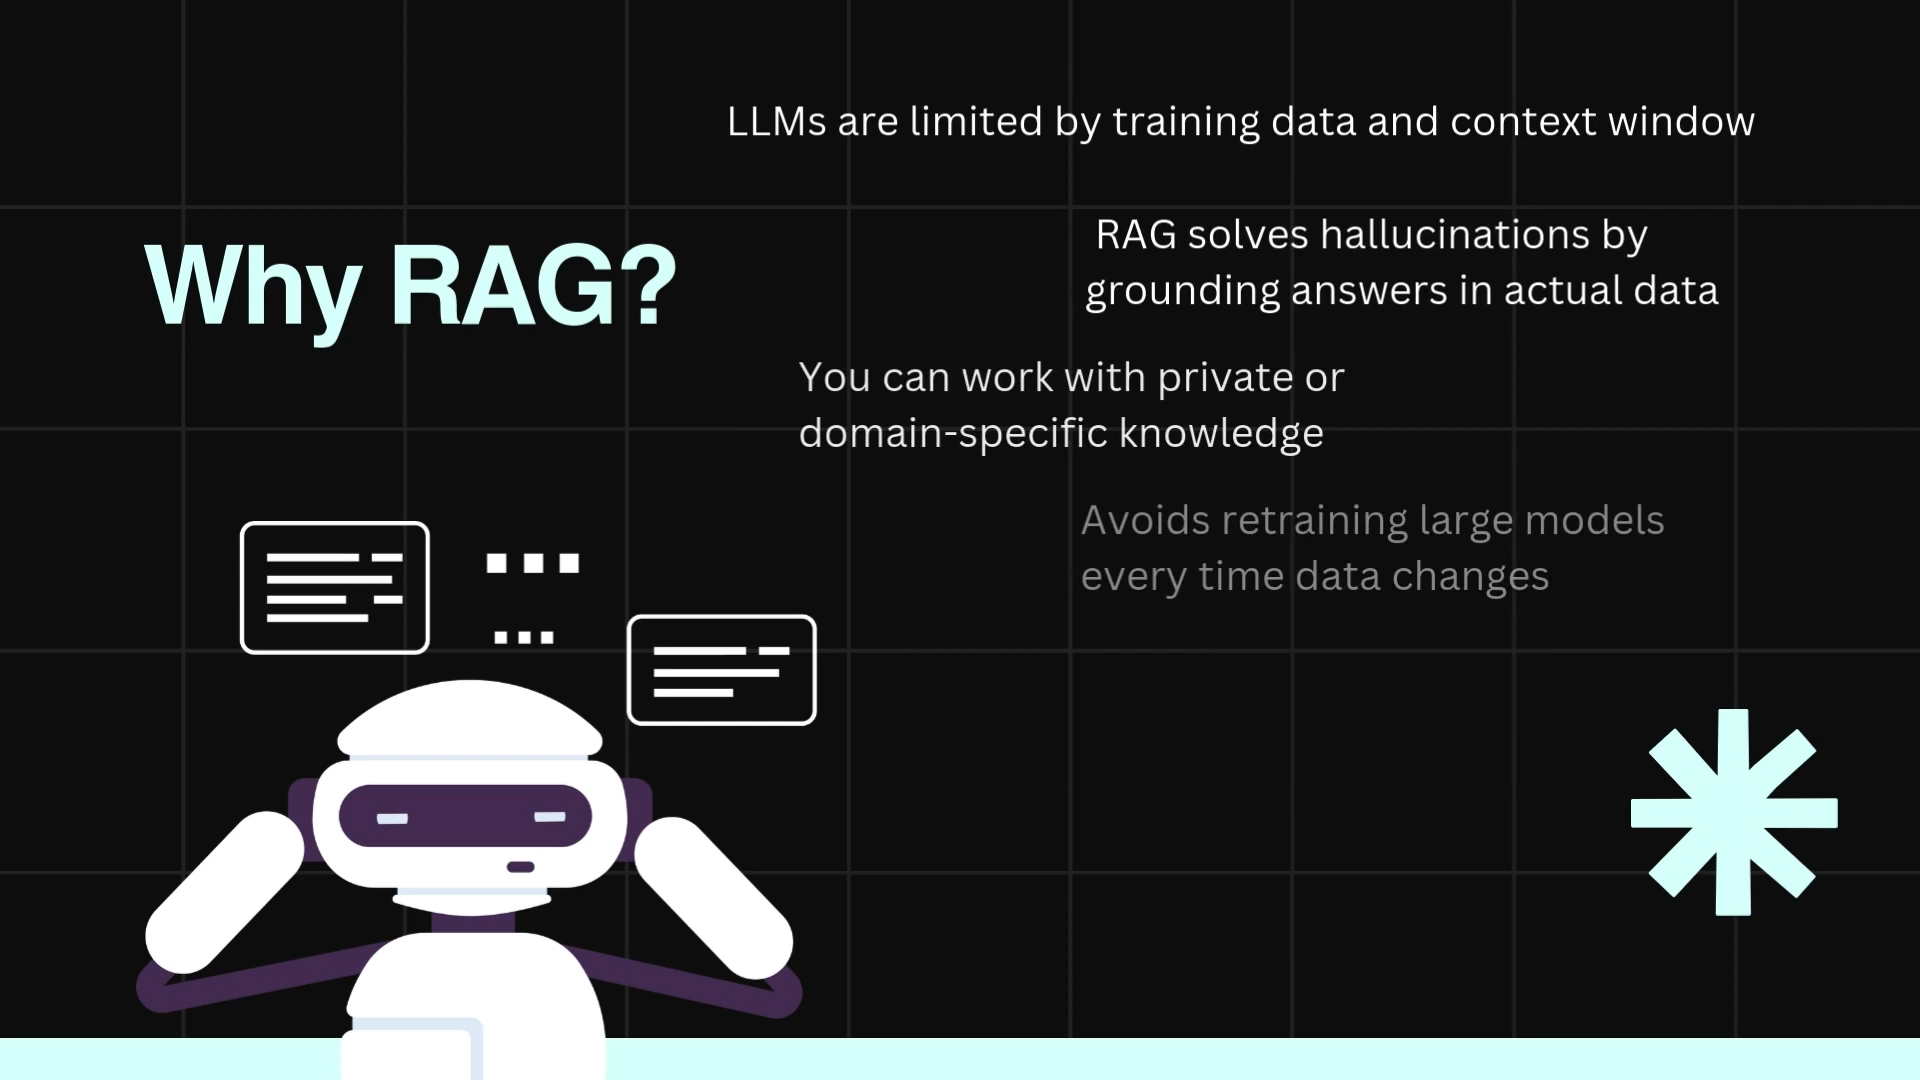 Why RAG?
LLMs are limited by training data and context window
RAG solves hallucinations by
grounding answers in actual data
You can work with private or
domain-specific knowledge
Avoids retraining large models
every time data changes